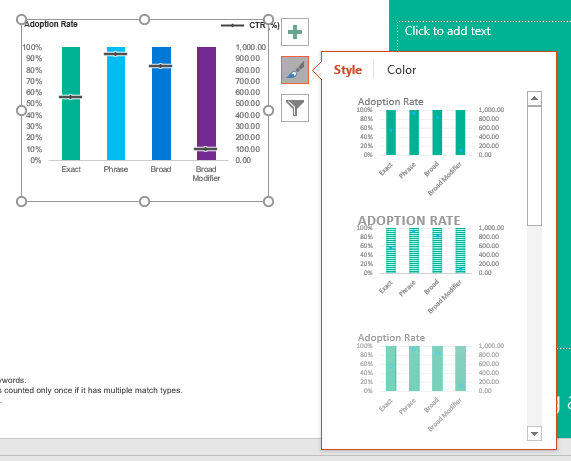 Adoption Rate
CTR (%)
100% 1,000.00
90% 900.00
80% 800.00
70% 700.00
60% 600.00
50% 500.00
40% 400.00
30% 300.00
20% 200.00
10% 100.00
0% 0.00
Exact Phrase Broad Broad
Modifier
Click to add text
Style Color
Adoption Rate
100% 1,000.00
80% 800.00
60% 600.00
40% 400.00
20% 200.00
0% 0.00
Exact Phrase Broad Broad Modifier
ADOPTION RATE
100% 1,000.00
80% 800.00
60% 600.00
40% 400.00
20% 200.00
0% 0.00
Exact Phrase Broad Broad Modifier
Adoption Rate
100% 1,000.00
80% 800.00
60% 600.00
40% 400.00
20% 200.00
0% 0.00
Exact Phrase Broad Broad Modifier
ywords.
s counted only once if it has multiple match types.